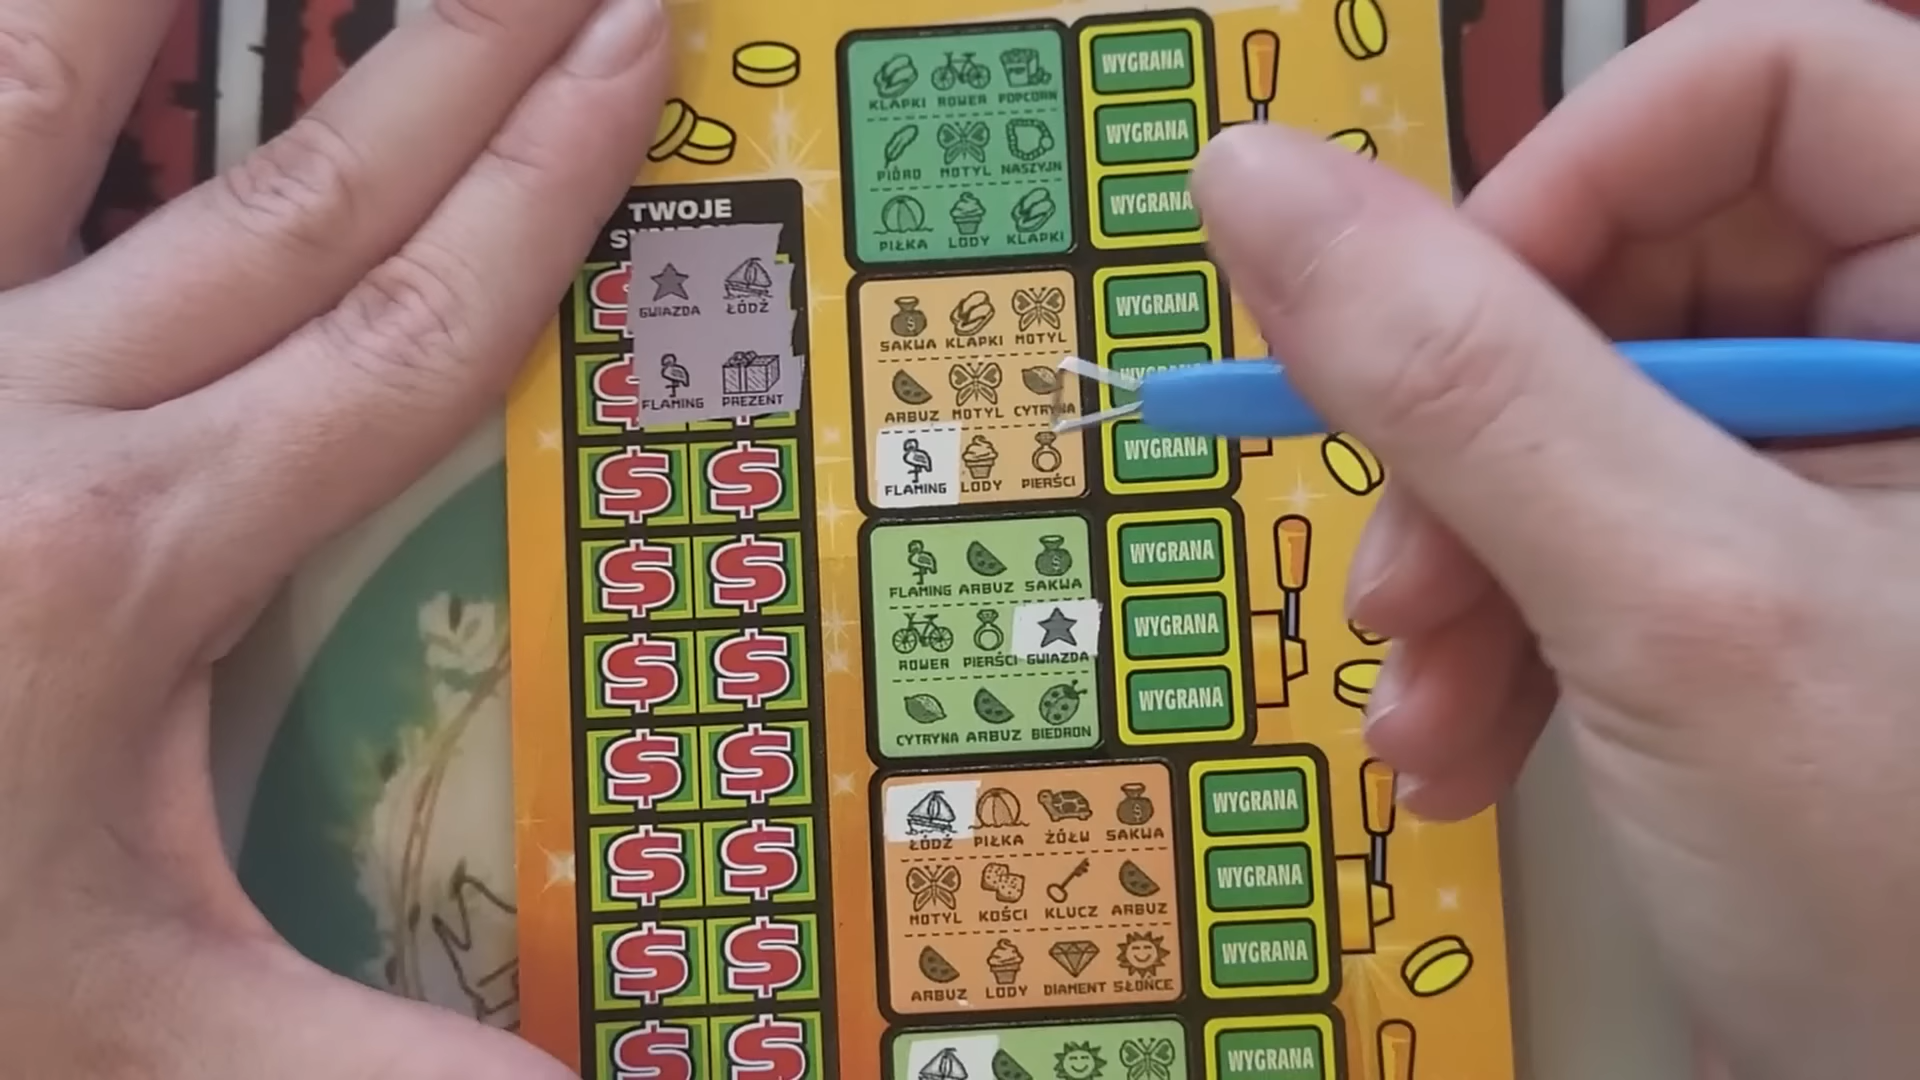 TWOJE
GWIAZDA ŁÓDŹ
FLAMING PREZENT
KLAPKI ROWER POPCORN
PIÓRO MOTYL NASZYJN
PIŁKA LODY KLAPKI
WYGRANA
WYGRANA
WYGRANA
SAKWA KLAPKI MOTYL
ARBUZ MOTYL CYTRYNA
FLAMING LODY PIERŚCI
WYGRANA
WYGRANA
WYGRANA
FLAMING ARBUZ SAKWA
ROWER PIERŚCI GWIAZDA
CYTRYNA ARBUZ BIEDRON
WYGRANA
WYGRANA
WYGRANA
ŁÓDŹ PIŁKA ŻÓŁW SAKWA
MOTYL KOŚCI KLUCZ ARBUZ
ARBUZ LODY DIAMENT SŁOŃCE
WYGRANA
WYGRANA
WYGRANA
WYGRANA